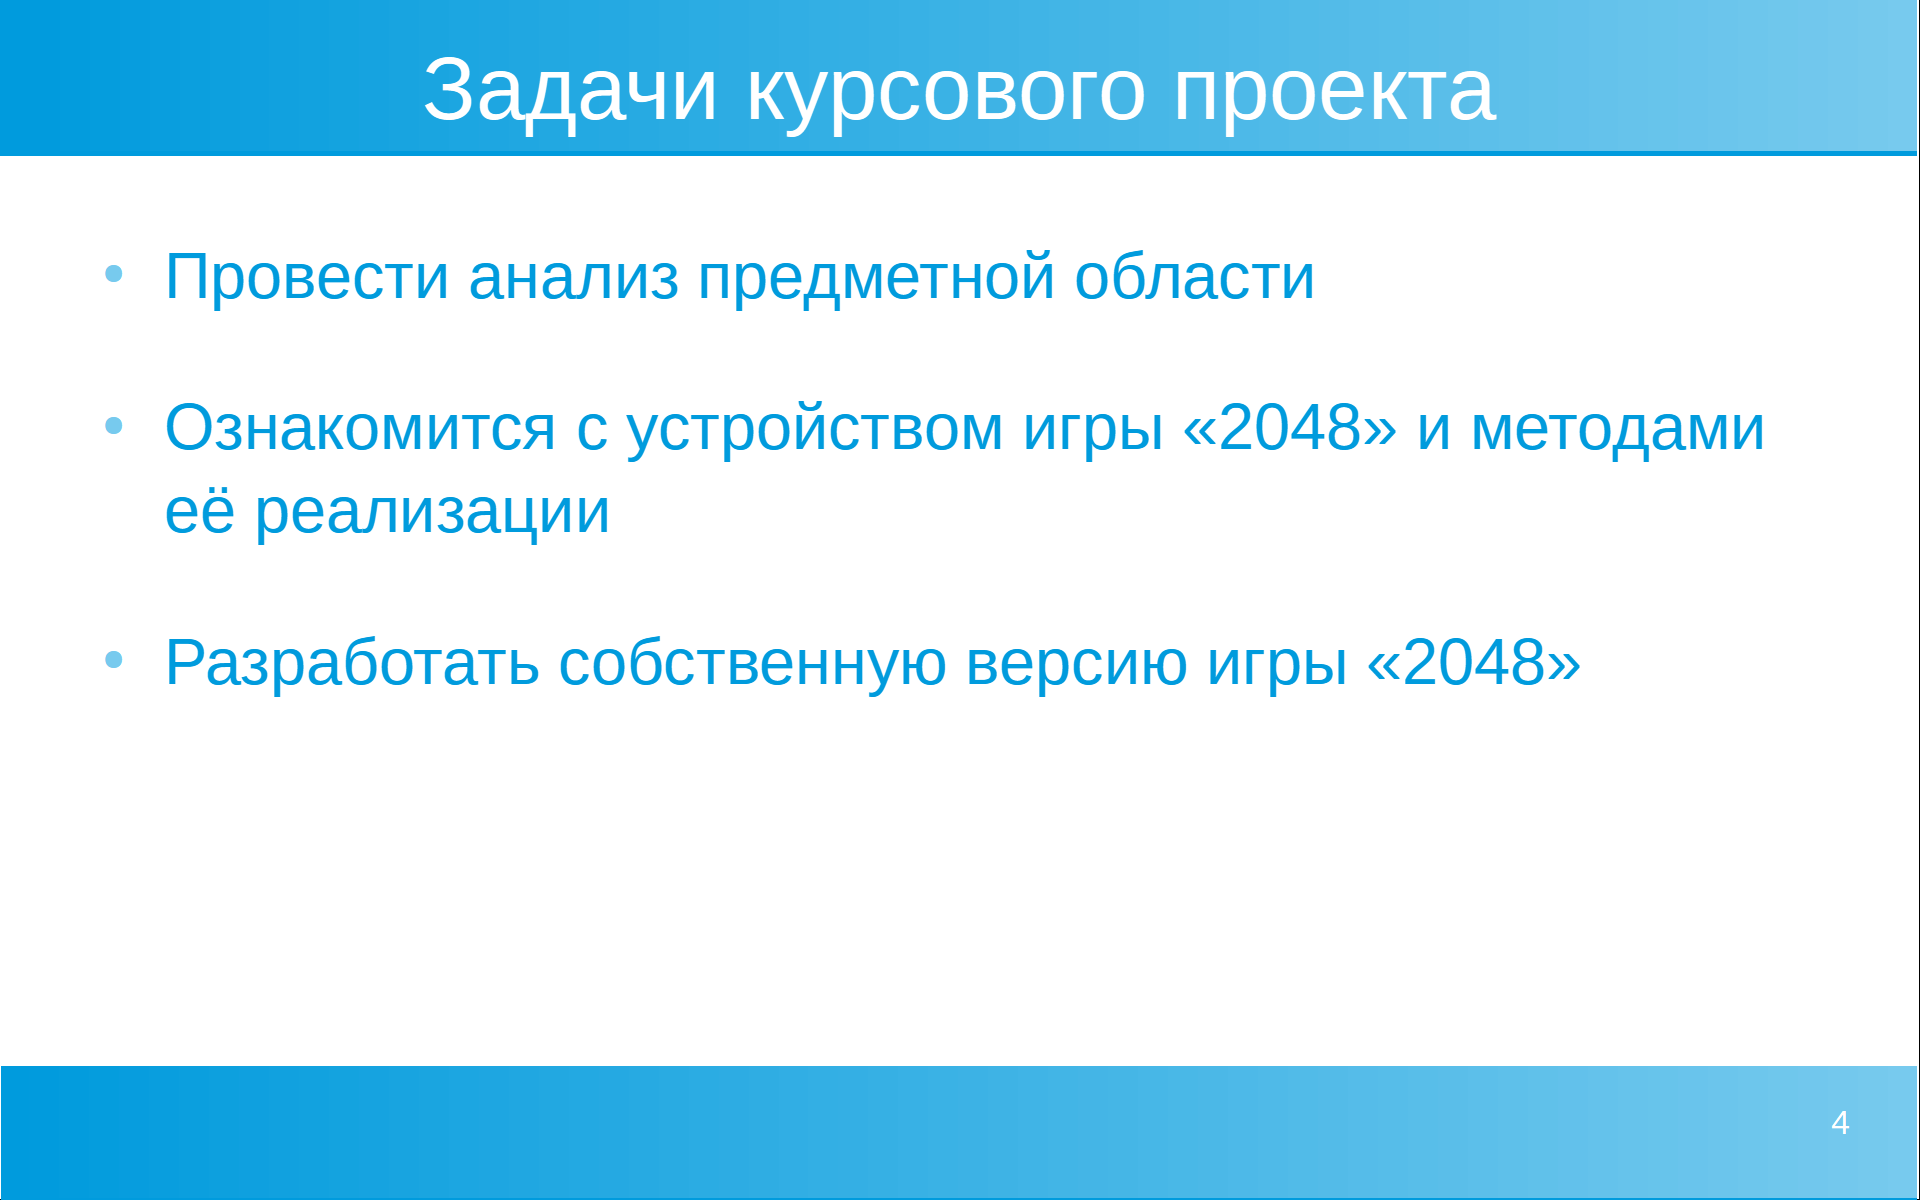 Задачи курсового проекта
• Провести анализ предметной области
• Ознакомится с устройством игры «2048» и методами
её реализации
• Разработать собственную версию игры «2048»
4